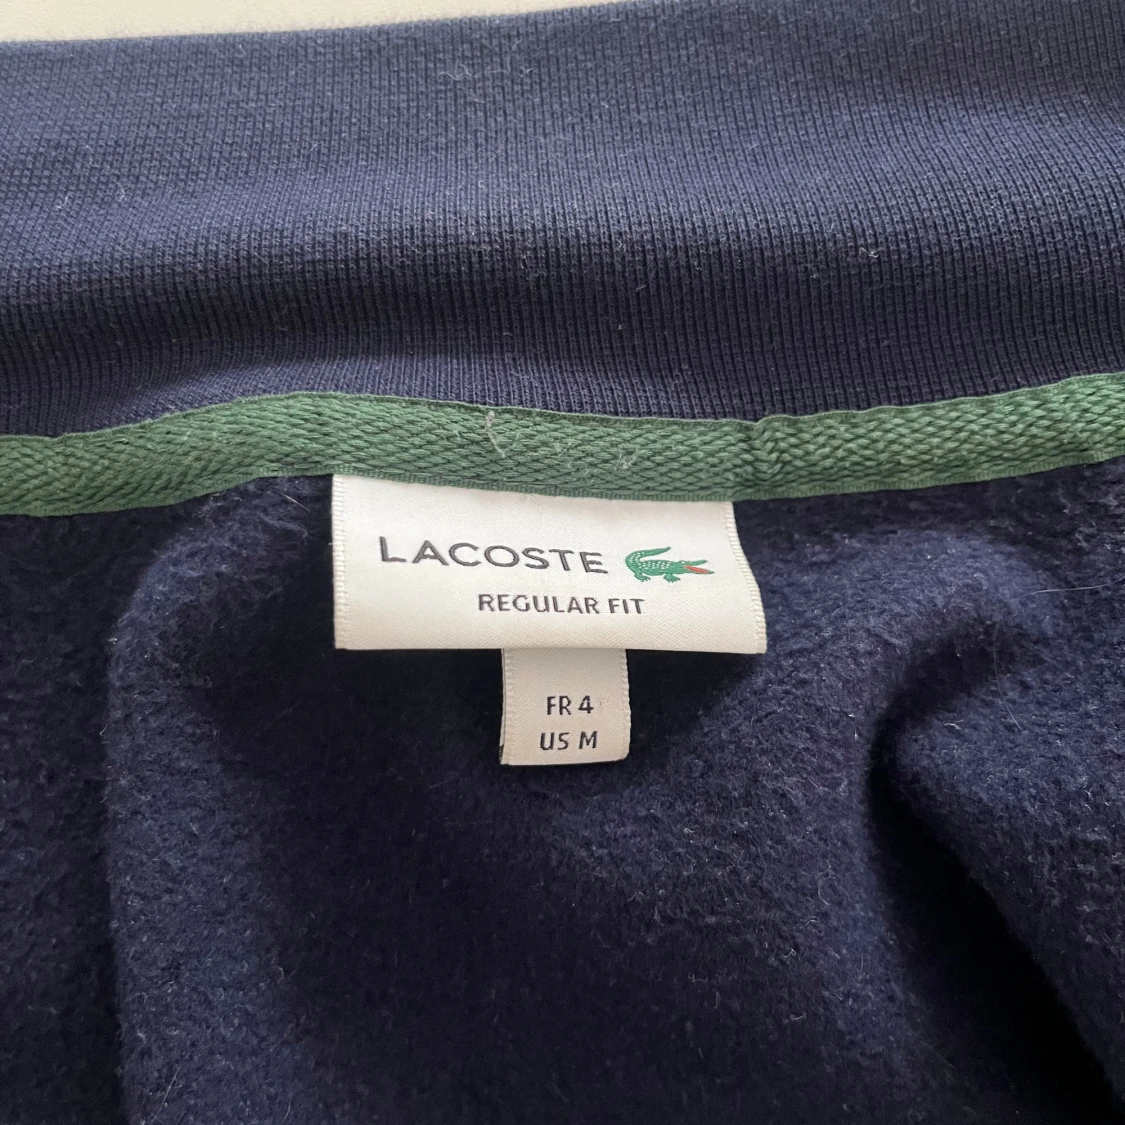 LACOSTE
REGULAR FIT
FR 4
US M